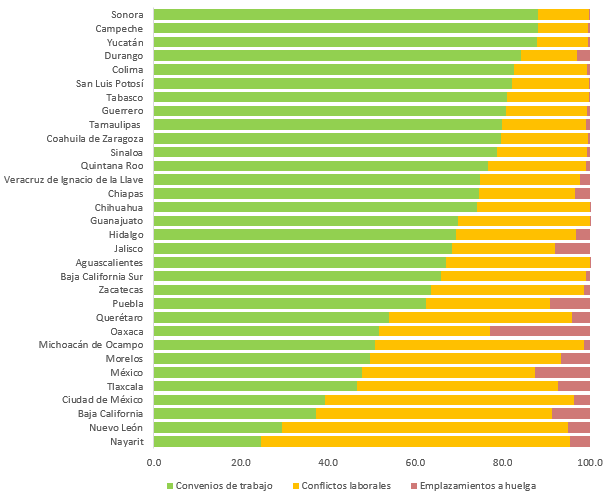 Sonora
Campeche
Yucatán
Durango
Colima
San Luis Potosí
Tabasco
Guerrero
Tamaulipas
Coahuila de Zaragoza
Sinaloa
Quintana Roo
Veracruz de Ignacio de la Llave
Chiapas
Chihuahua
Guanajuato
Hidalgo
Jalisco
Aguascalientes
Baja California Sur
Zacatecas
Puebla
Querétaro
Oaxaca
Michoacán de Ocampo
Morelos
México
Tlaxcala
Ciudad de México
Baja California
Nuevo León
Nayarit
0.0 20.0 40.0 60.0 80.0 100.0
Convenios de trabajo Conflictos laborales Emplazamientos a huelga